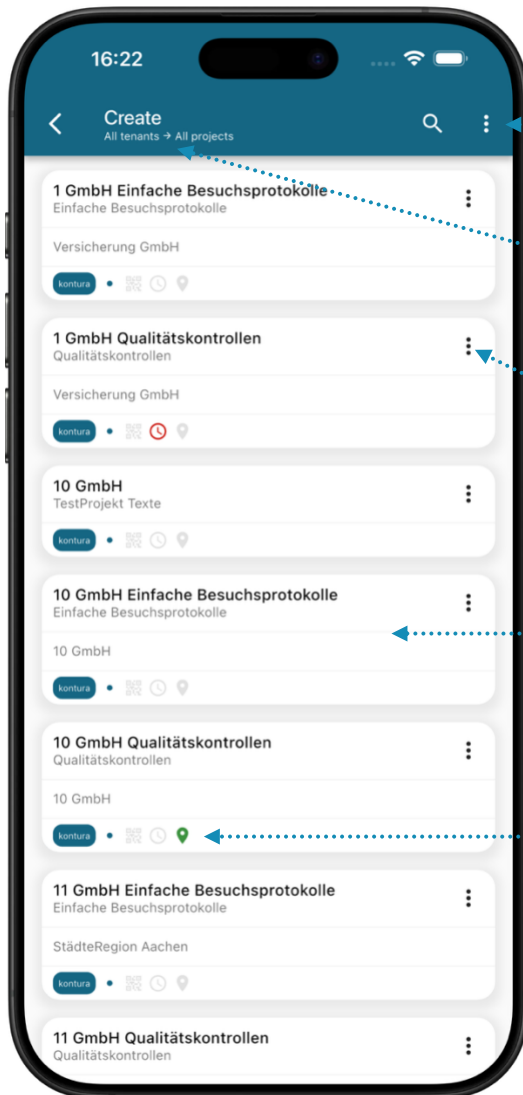 16:22
Create
All tenants → All projects
1 GmbH Einfache Besuchsprotokolle
Einfache Besuchsprotokolle
Versicherung GmbH
kontura
1 GmbH Qualitätskontrollen
Qualitätskontrollen
Versicherung GmbH
kontura
10 GmbH
TestProjekt Texte
kontura
10 GmbH Einfache Besuchsprotokolle
Einfache Besuchsprotokolle
10 GmbH
kontura
10 GmbH Qualitätskontrollen
Qualitätskontrollen
10 GmbH
kontura
11 GmbH Einfache Besuchsprotokolle
Einfache Besuchsprotokolle
StädteRegion Aachen
kontura
11 GmbH Qualitätskontrollen
Qualitätskontrollen